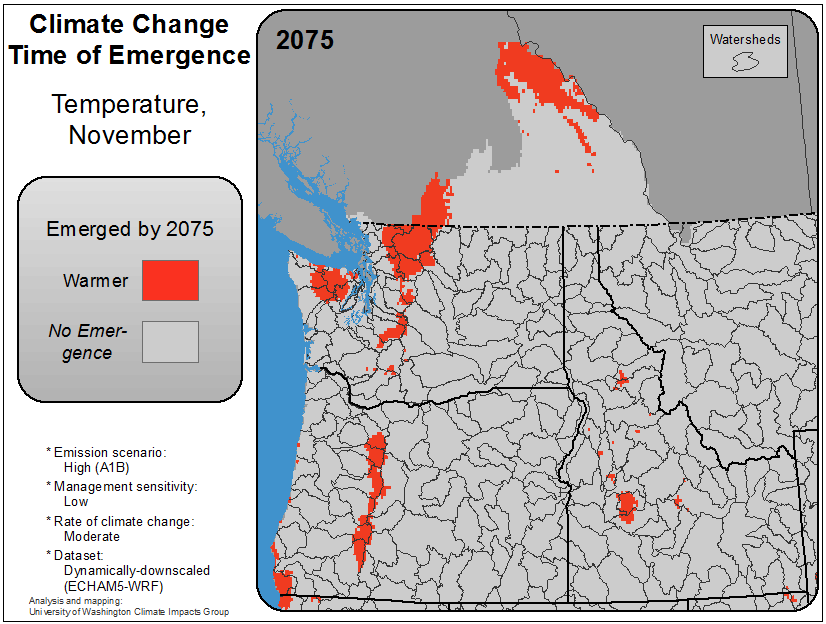 Climate Change
Time of Emergence
Temperature,
November
Emerged by 2075
Warmer
No Emer-
gence
* Emission scenario:
High (A1B)
* Management sensitivity:
Low
* Rate of climate change:
Moderate
* Dataset:
Dynamically-downscaled
(ECHAM5-WRF)
Analysis and mapping:
University of Washington Climate Impacts Group
2075
Watersheds